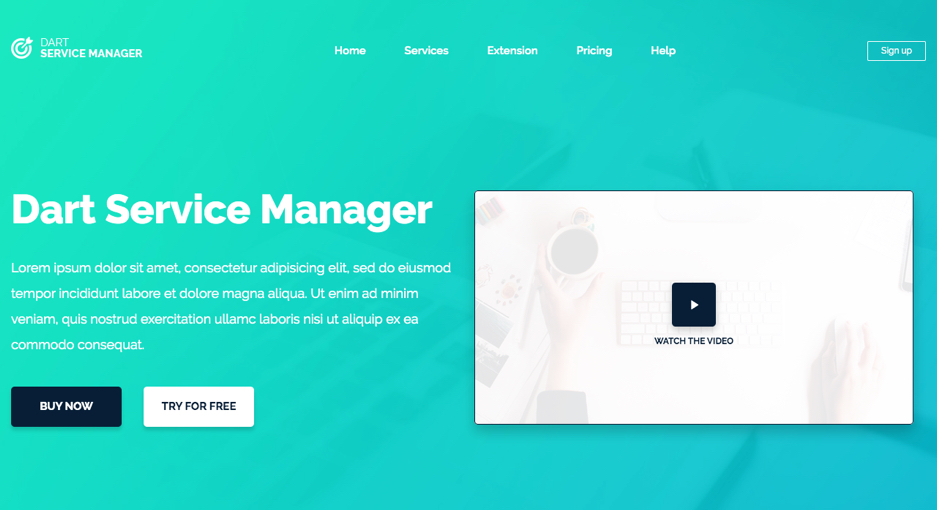 DART
SERVICE MANAGER
Home
Services
Extension
Pricing
Help
Sign up
Dart Service Manager
Lorem ipsum dolor sit amet, consectetur adipisicing elit, sed do eiusmod
tempor incididunt labore et dolore magna aliqua. Ut enim ad minim
veniam, quis nostrud exercitation ullamc laboris nisi ut aliquip ex ea
commodo consequat.
BUY NOW
TRY FOR FREE
WATCH THE VIDEO